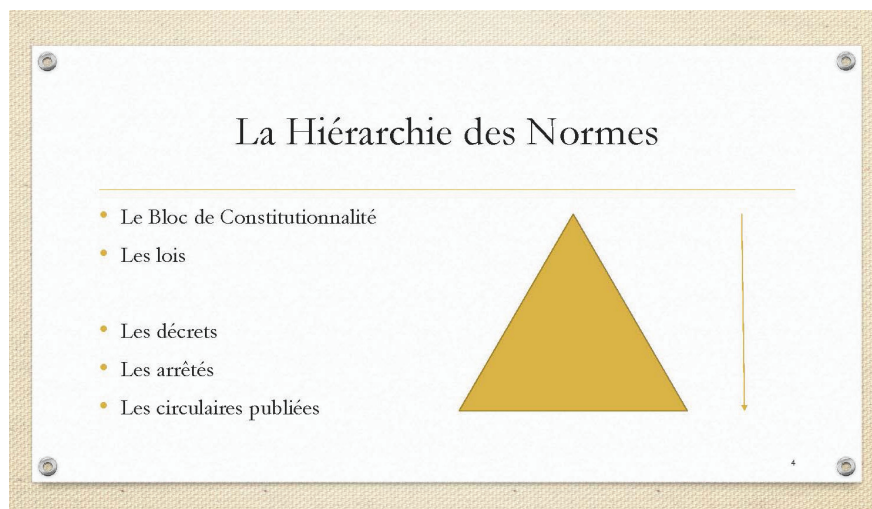 La Hiérarchie des Normes
• Le Bloc de Constitutionnalité
• Les lois
• Les décrets
• Les arrêtés
• Les circulaires publiées
4